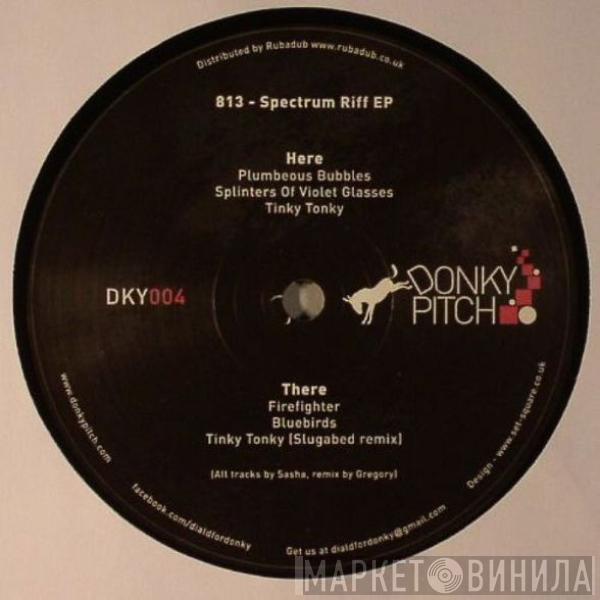 Distributed by Rubadub www.rubadub.co.uk
813 - Spectrum Riff EP
Here
Plumbeous Bubbles
Splinters Of Violet Glasses
Tinky Tonky
DKY004
DONKY
PITCH
There
Firefighter
Bluebirds
Tinky Tonky (Slugabed remix)
(All tracks by Sasha, remix by Gregory)
www.donkypitch.com
facebook.com/dialdfordonky
Get us at dialdfordonky@gmail.com
Design - www.set-square.co.uk
МАРКЕТ ВИНИЛА